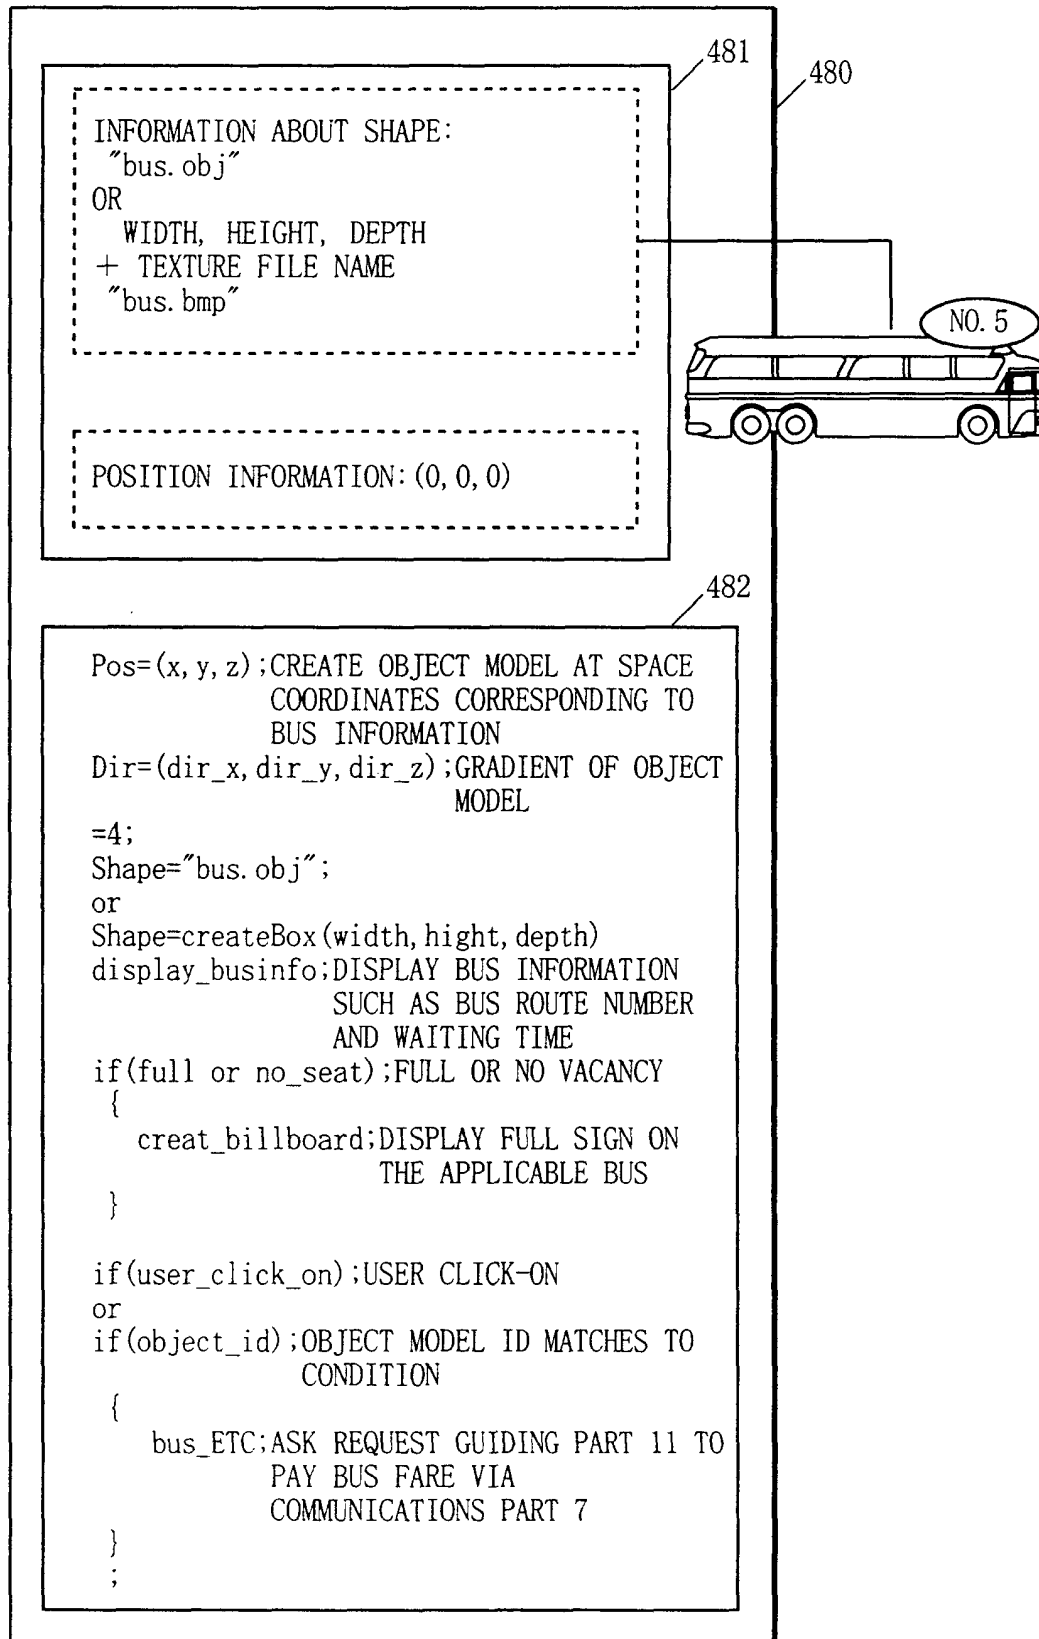 481
480
INFORMATION ABOUT SHAPE:
"bus.obj"
OR
WIDTH, HEIGHT, DEPTH
+ TEXTURE FILE NAME
"bus.bmp"
NO. 5
POSITION INFORMATION:(0,0,0)
482
Pos=(x,y,z);CREATE OBJECT MODEL AT SPACE
COORDINATES CORRESPONDING TO
BUS INFORMATION
Dir=(dir_x,dir_y,dir_z);GRADIENT OF OBJECT
MODEL
=4;
Shape="bus.obj";
or
Shape=createBox(width,hight,depth)
display_businfo;DISPLAY BUS INFORMATION
SUCH AS BUS ROUTE NUMBER
AND WAITING TIME
if(full or no_seat);FULL OR NO VACANCY
{
creat_billboard;DISPLAY FULL SIGN ON
THE APPLICABLE BUS
}
if(user_click_on);USER CLICK-ON
or
if(object_id);OBJECT MODEL ID MATCHES TO
CONDITION
{
bus_ETC;ASK REQUEST GUIDING PART 11 TO
PAY BUS FARE VIA
COMMUNICATIONS PART 7
}
;